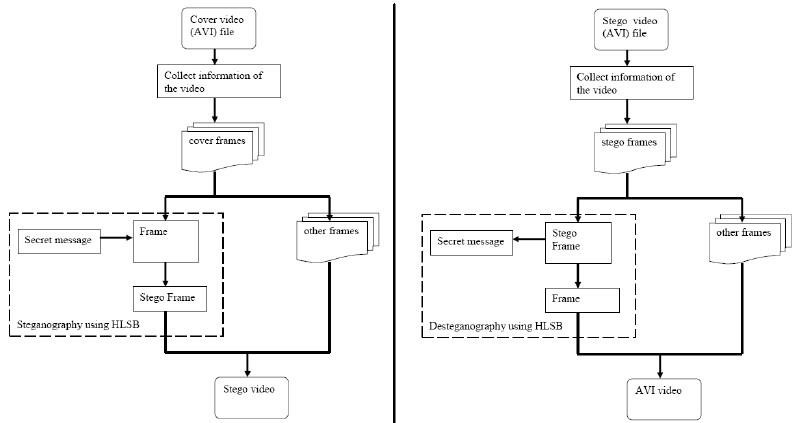 Cover video
(AVI) file
Collect information of
the video
cover frames
Secret message
Frame
other frames
Stego Frame
Steganography using HLSB
Stego video
Stego video
(AVI) file
Collect information of
the video
stego frames
Secret message
Stego
Frame
other frames
Frame
Desteganography using HLSB
AVI video